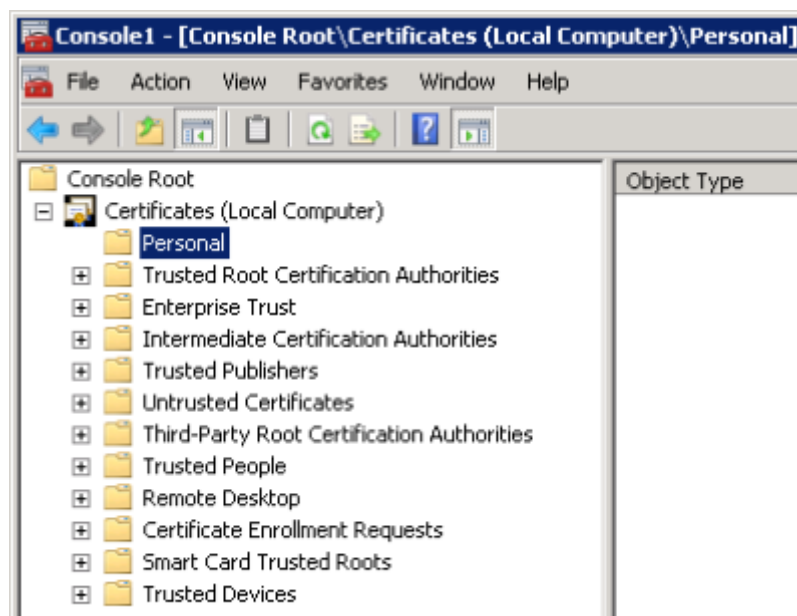 Console1 - [Console Root\Certificates (Local Computer)\Personal]
File Action View Favorites Window Help
Console Root
Object Type
Certificates (Local Computer)
Personal
Trusted Root Certification Authorities
Enterprise Trust
Intermediate Certification Authorities
Trusted Publishers
Untrusted Certificates
Third-Party Root Certification Authorities
Trusted People
Remote Desktop
Certificate Enrollment Requests
Smart Card Trusted Roots
Trusted Devices